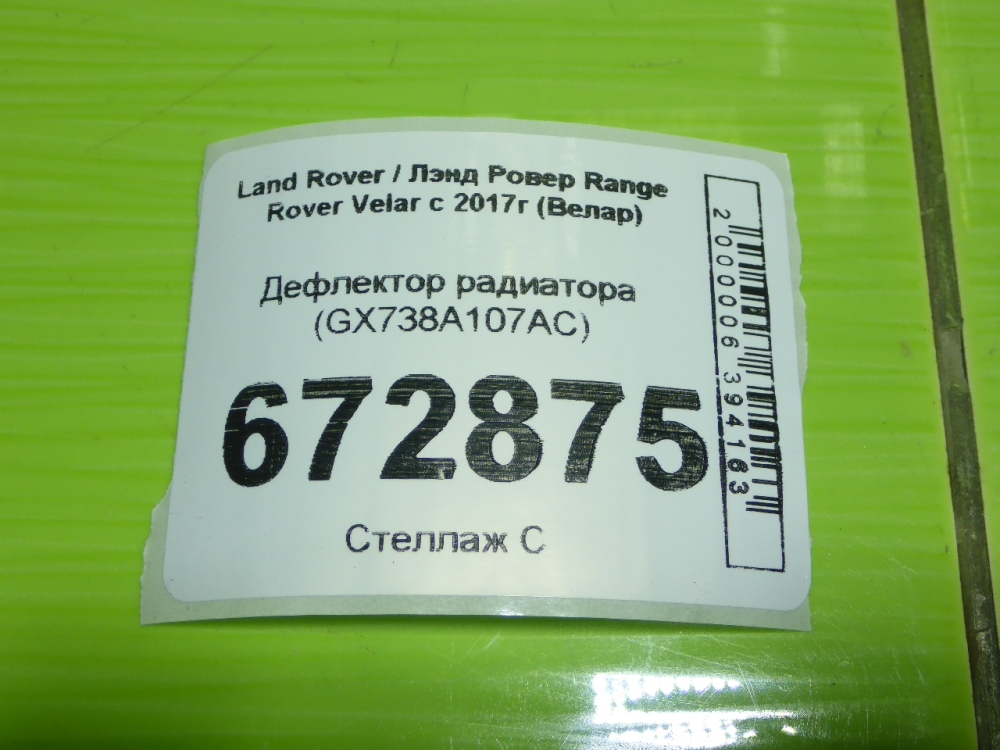 Land Rover / Лэнд Ровер Range
Rover Velar с 2017г (Велар)
Дефлектор радиатора
(GX738A107AC)
672875
Стеллаж С
2000006394163